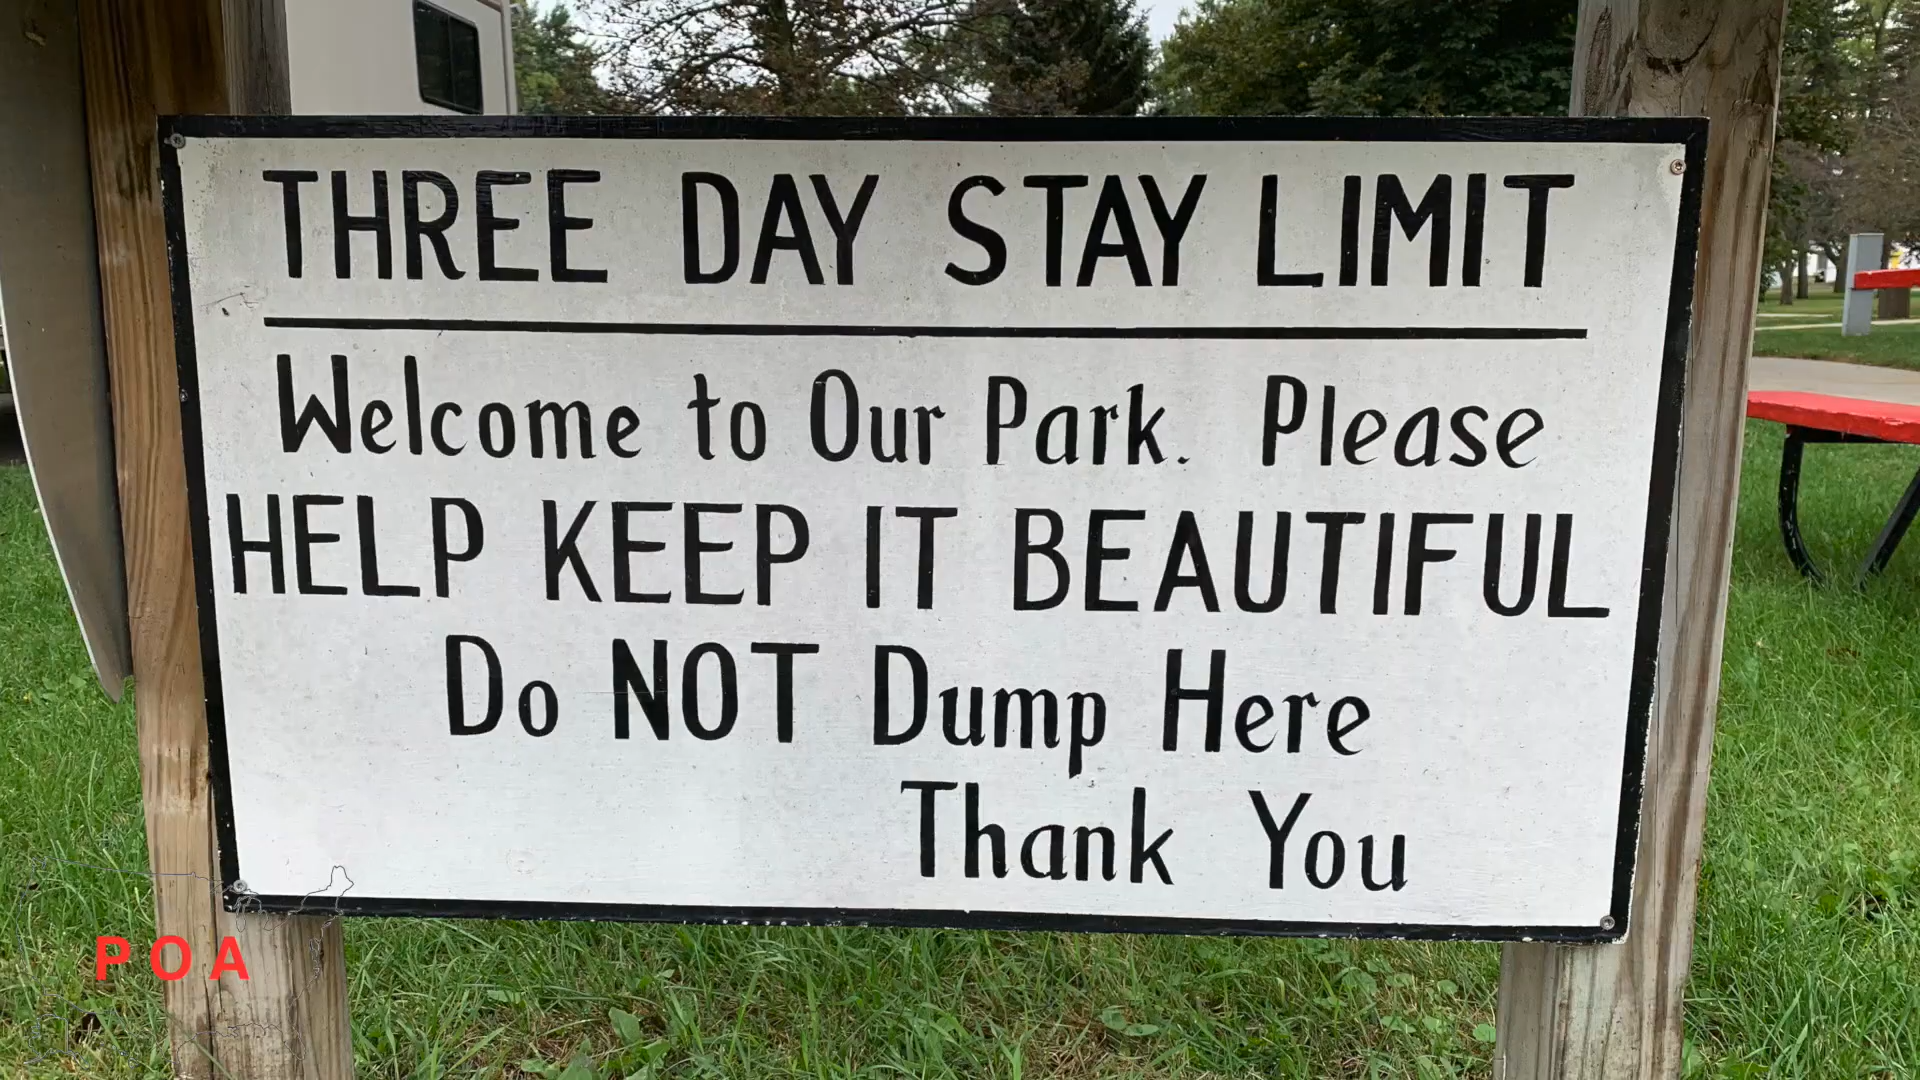 THREE DAY STAY LIMIT
Welcome to Our Park. Please
HELP KEEP IT BEAUTIFUL
Do NOT Dump Here
Thank You
POA